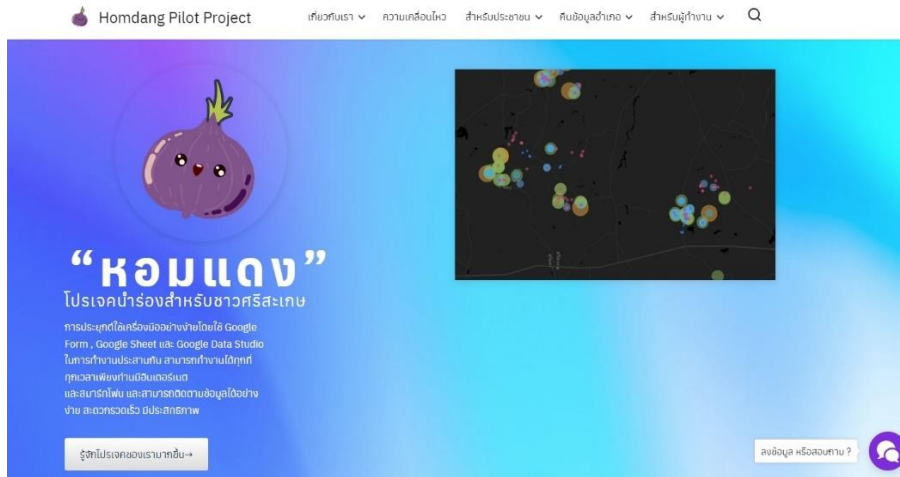 Homdang Pilot Project
เกี่ยวกับเรา
ความเคลื่อนไหว
สำหรับประชาชน
คืนข้อมูลอำเภอ
สำหรับผู้ทำงาน
“หอมแดง”
โปรเจคนำร่องสำหรับชาวศรีสะเกษ
การประยุกต์ใช้เครื่องมืออย่างง่ายโดยใช้ Google
Form , Google Sheet และ Google Data Studio
ในการทำงานประสานกัน สามารถทำงานได้ทุกที่
ทุกเวลาเพียงท่านมีอินเตอร์เนต
และสมาร์ทโฟน และสามารถติดตามข้อมูลได้อย่าง
ง่าย สะดวกรวดเร็ว มีประสิทธิภาพ
รู้จักโปรเจคของเรามากขึ้น→
ลงข้อมูล หรือสอบถาม ?